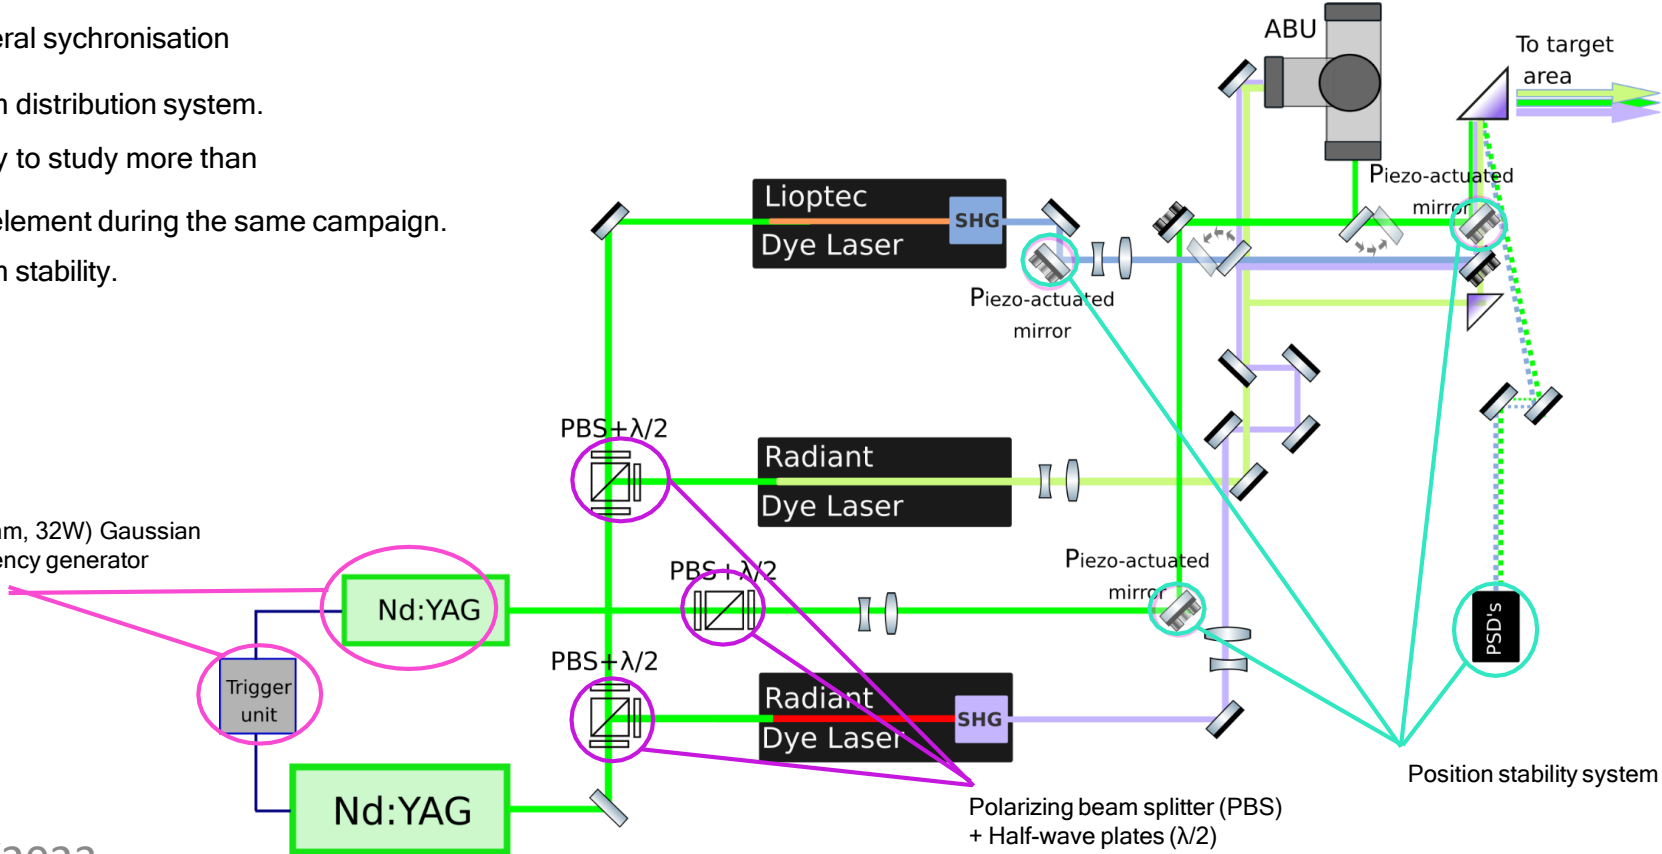 eral sychronisation
n distribution system.
y to study more than
element during the same campaign.
n stability.
ABU
To target
area
Piezo-actuated
mirror
Lioptec
SHG
Dye Laser
Piezo-actuated
mirror
PBS+λ/2
Radiant
Dye Laser
nm, 32W) Gaussian
ency generator
Nd:YAG
PBS+λ/2
Piezo-actuated
mirror
PSD's
PBS+λ/2
Trigger
unit
Radiant
SHG
Dye Laser
Nd:YAG
Position stability system
Polarizing beam splitter (PBS)
+ Half-wave plates (λ/2)
/2022